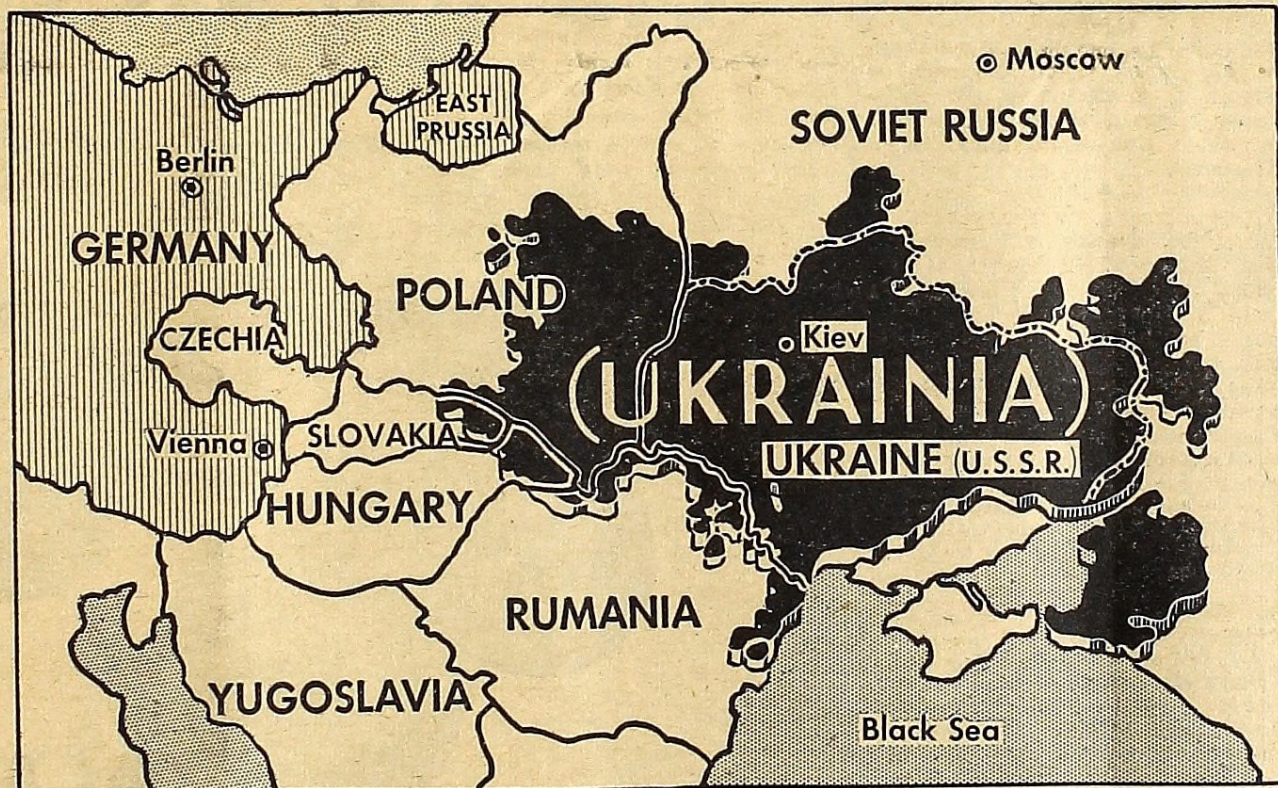 Moscow
SOVIET RUSSIA
EAST
PRUSSIA
Berlin
GERMANY
POLAND
CZECHIA
Kiev
(UKRAINIA)
Vienna
SLOVAKIA
UKRAINE (U.S.S.R.)
HUNGARY
RUMANIA
YUGOSLAVIA
Black Sea